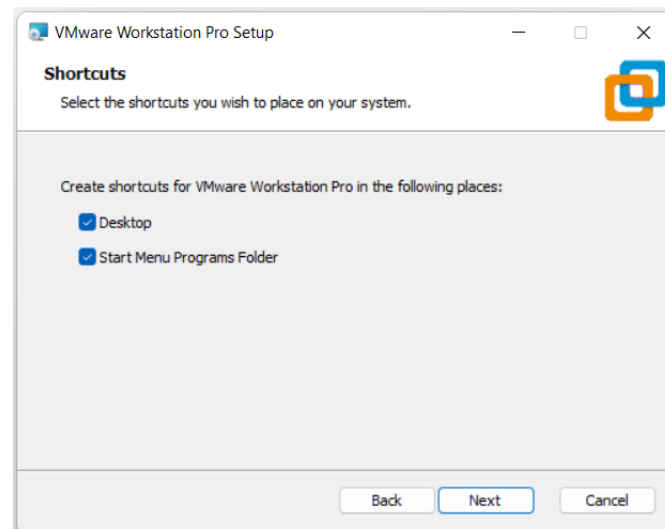 VMware Workstation Pro Setup
Shortcuts
Select the shortcuts you wish to place on your system.
Create shortcuts for VMware Workstation Pro in the following places:
Desktop
Start Menu Programs Folder
Back Next Cancel